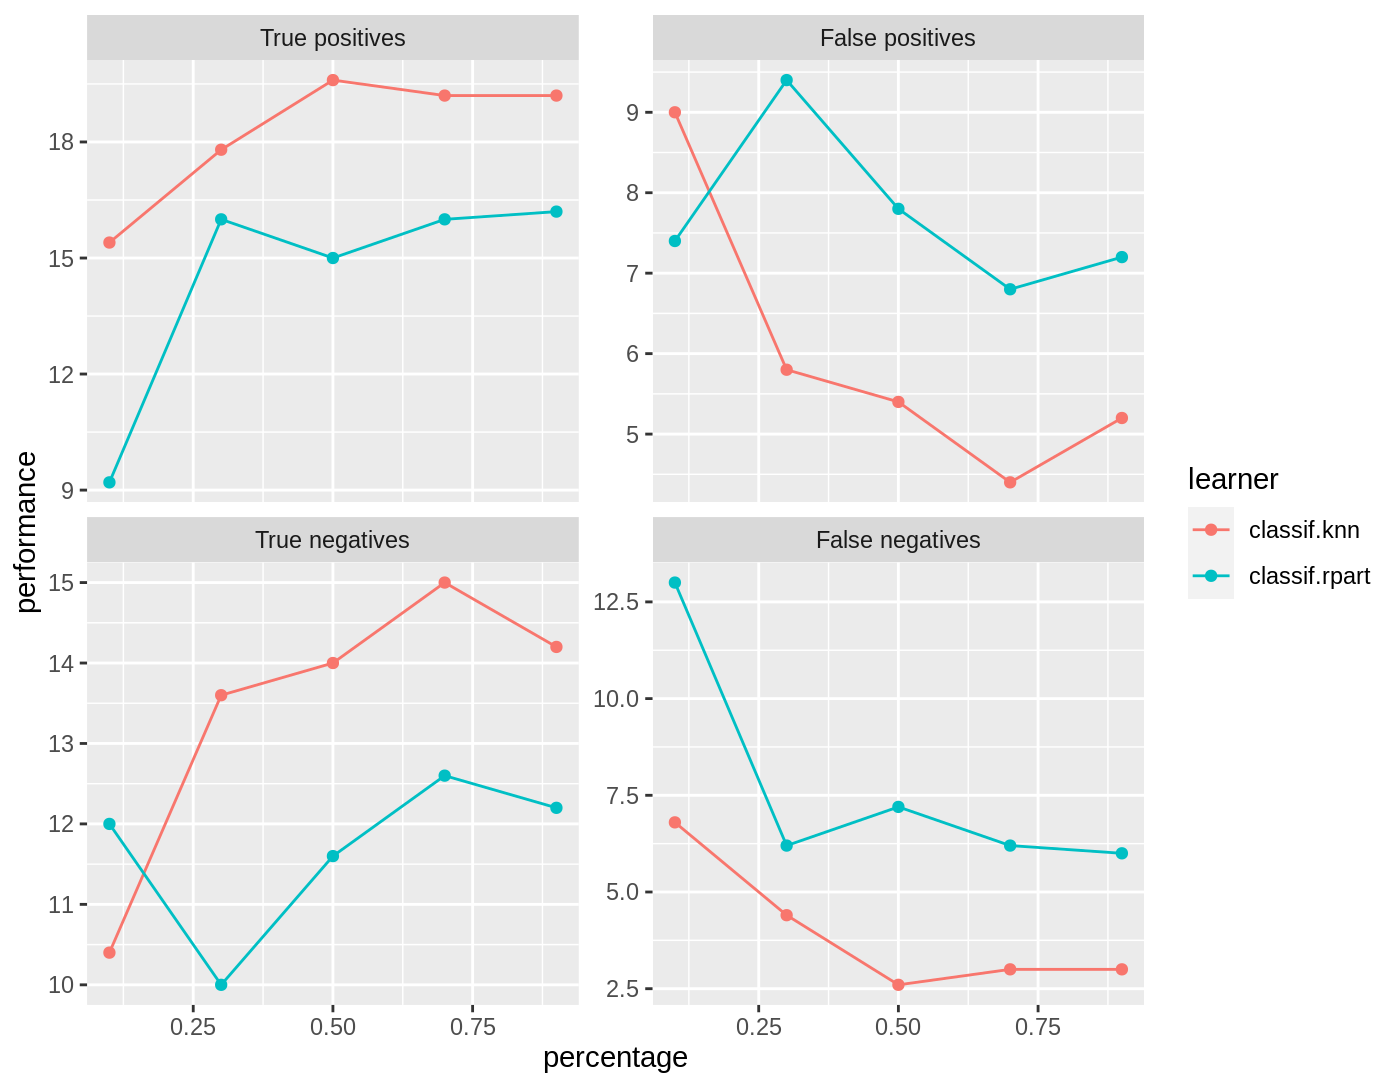 True positives
False positives
18
15
12
9
9
8
7
6
5
performance
True negatives
False negatives
15
14
13
12
11
10
12.5
10.0
7.5
5.0
2.5
0.25 0.50 0.75
0.25 0.50 0.75
percentage
learner
classif.knn
classif.rpart